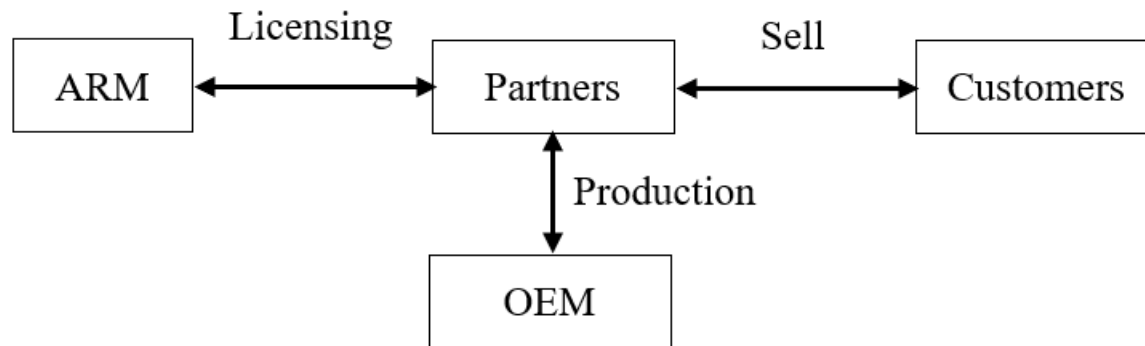 Licensing
Sell
ARM
Partners
Customers
Production
OEM